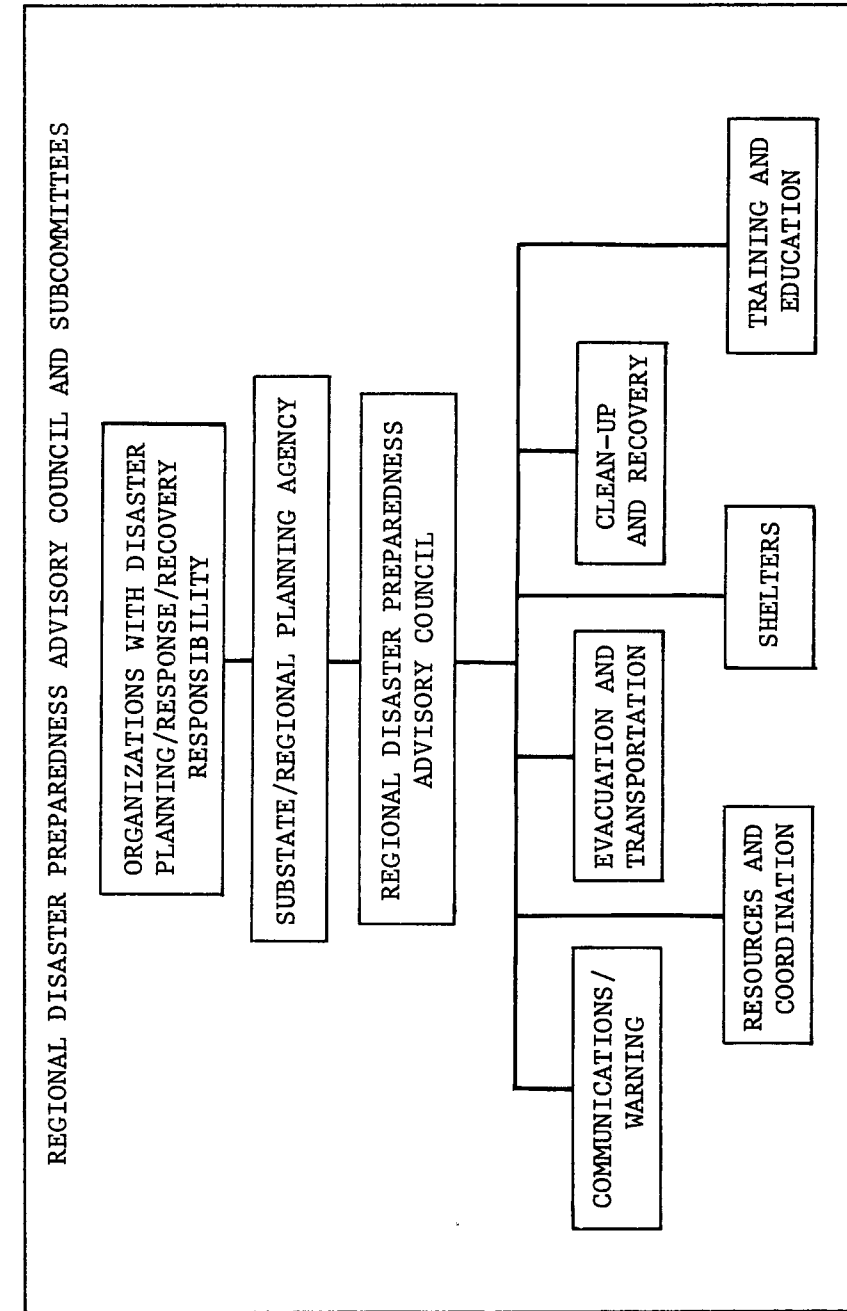 REGIONAL DISASTER PREPAREDNESS ADVISORY COUNCIL AND SUBCOMMITTEES
ORGANIZATIONS WITH DISASTER
PLANNING/RESPONSE/RECOVERY
RESPONSIBILITY
SUBSTATE/REGIONAL PLANNING AGENCY
REGIONAL DISASTER PREPAREDNESS
ADVISORY COUNCIL
COMMUNICATIONS/
WARNING
EVACUATION AND
TRANSPORTATION
CLEAN-UP
AND RECOVERY
RESOURCES AND
COORDINATION
SHELTERS
TRAINING AND
EDUCATION